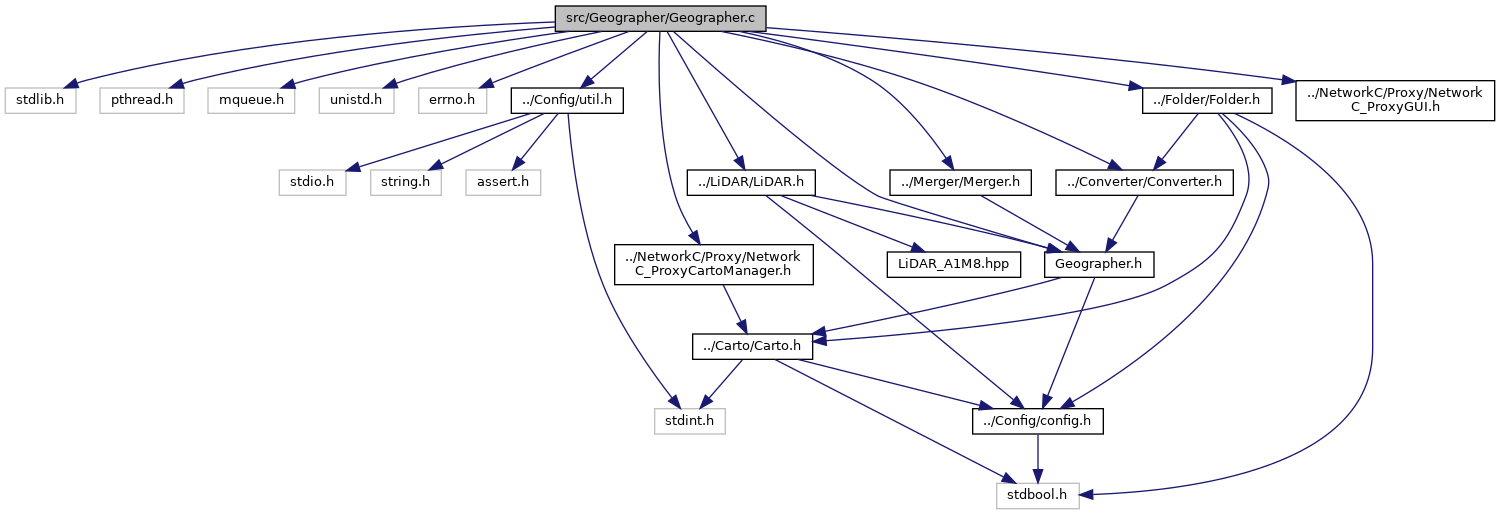 src/Geographer/Geographer.c
stdlib.h
pthread.h
mqueue.h
unistd.h
errno.h
../Config/util.h
../Folder/Folder.h
../NetworkC/Proxy/Network
C_ProxyGUI.h
stdio.h
string.h
assert.h
../LiDAR/LiDAR.h
../Merger/Merger.h
../Converter/Converter.h
../NetworkC/Proxy/Network
C_ProxyCartoManager.h
LiDAR_A1M8.hpp
Geographer.h
../Carto/Carto.h
stdint.h
../Config/config.h
stdbool.h